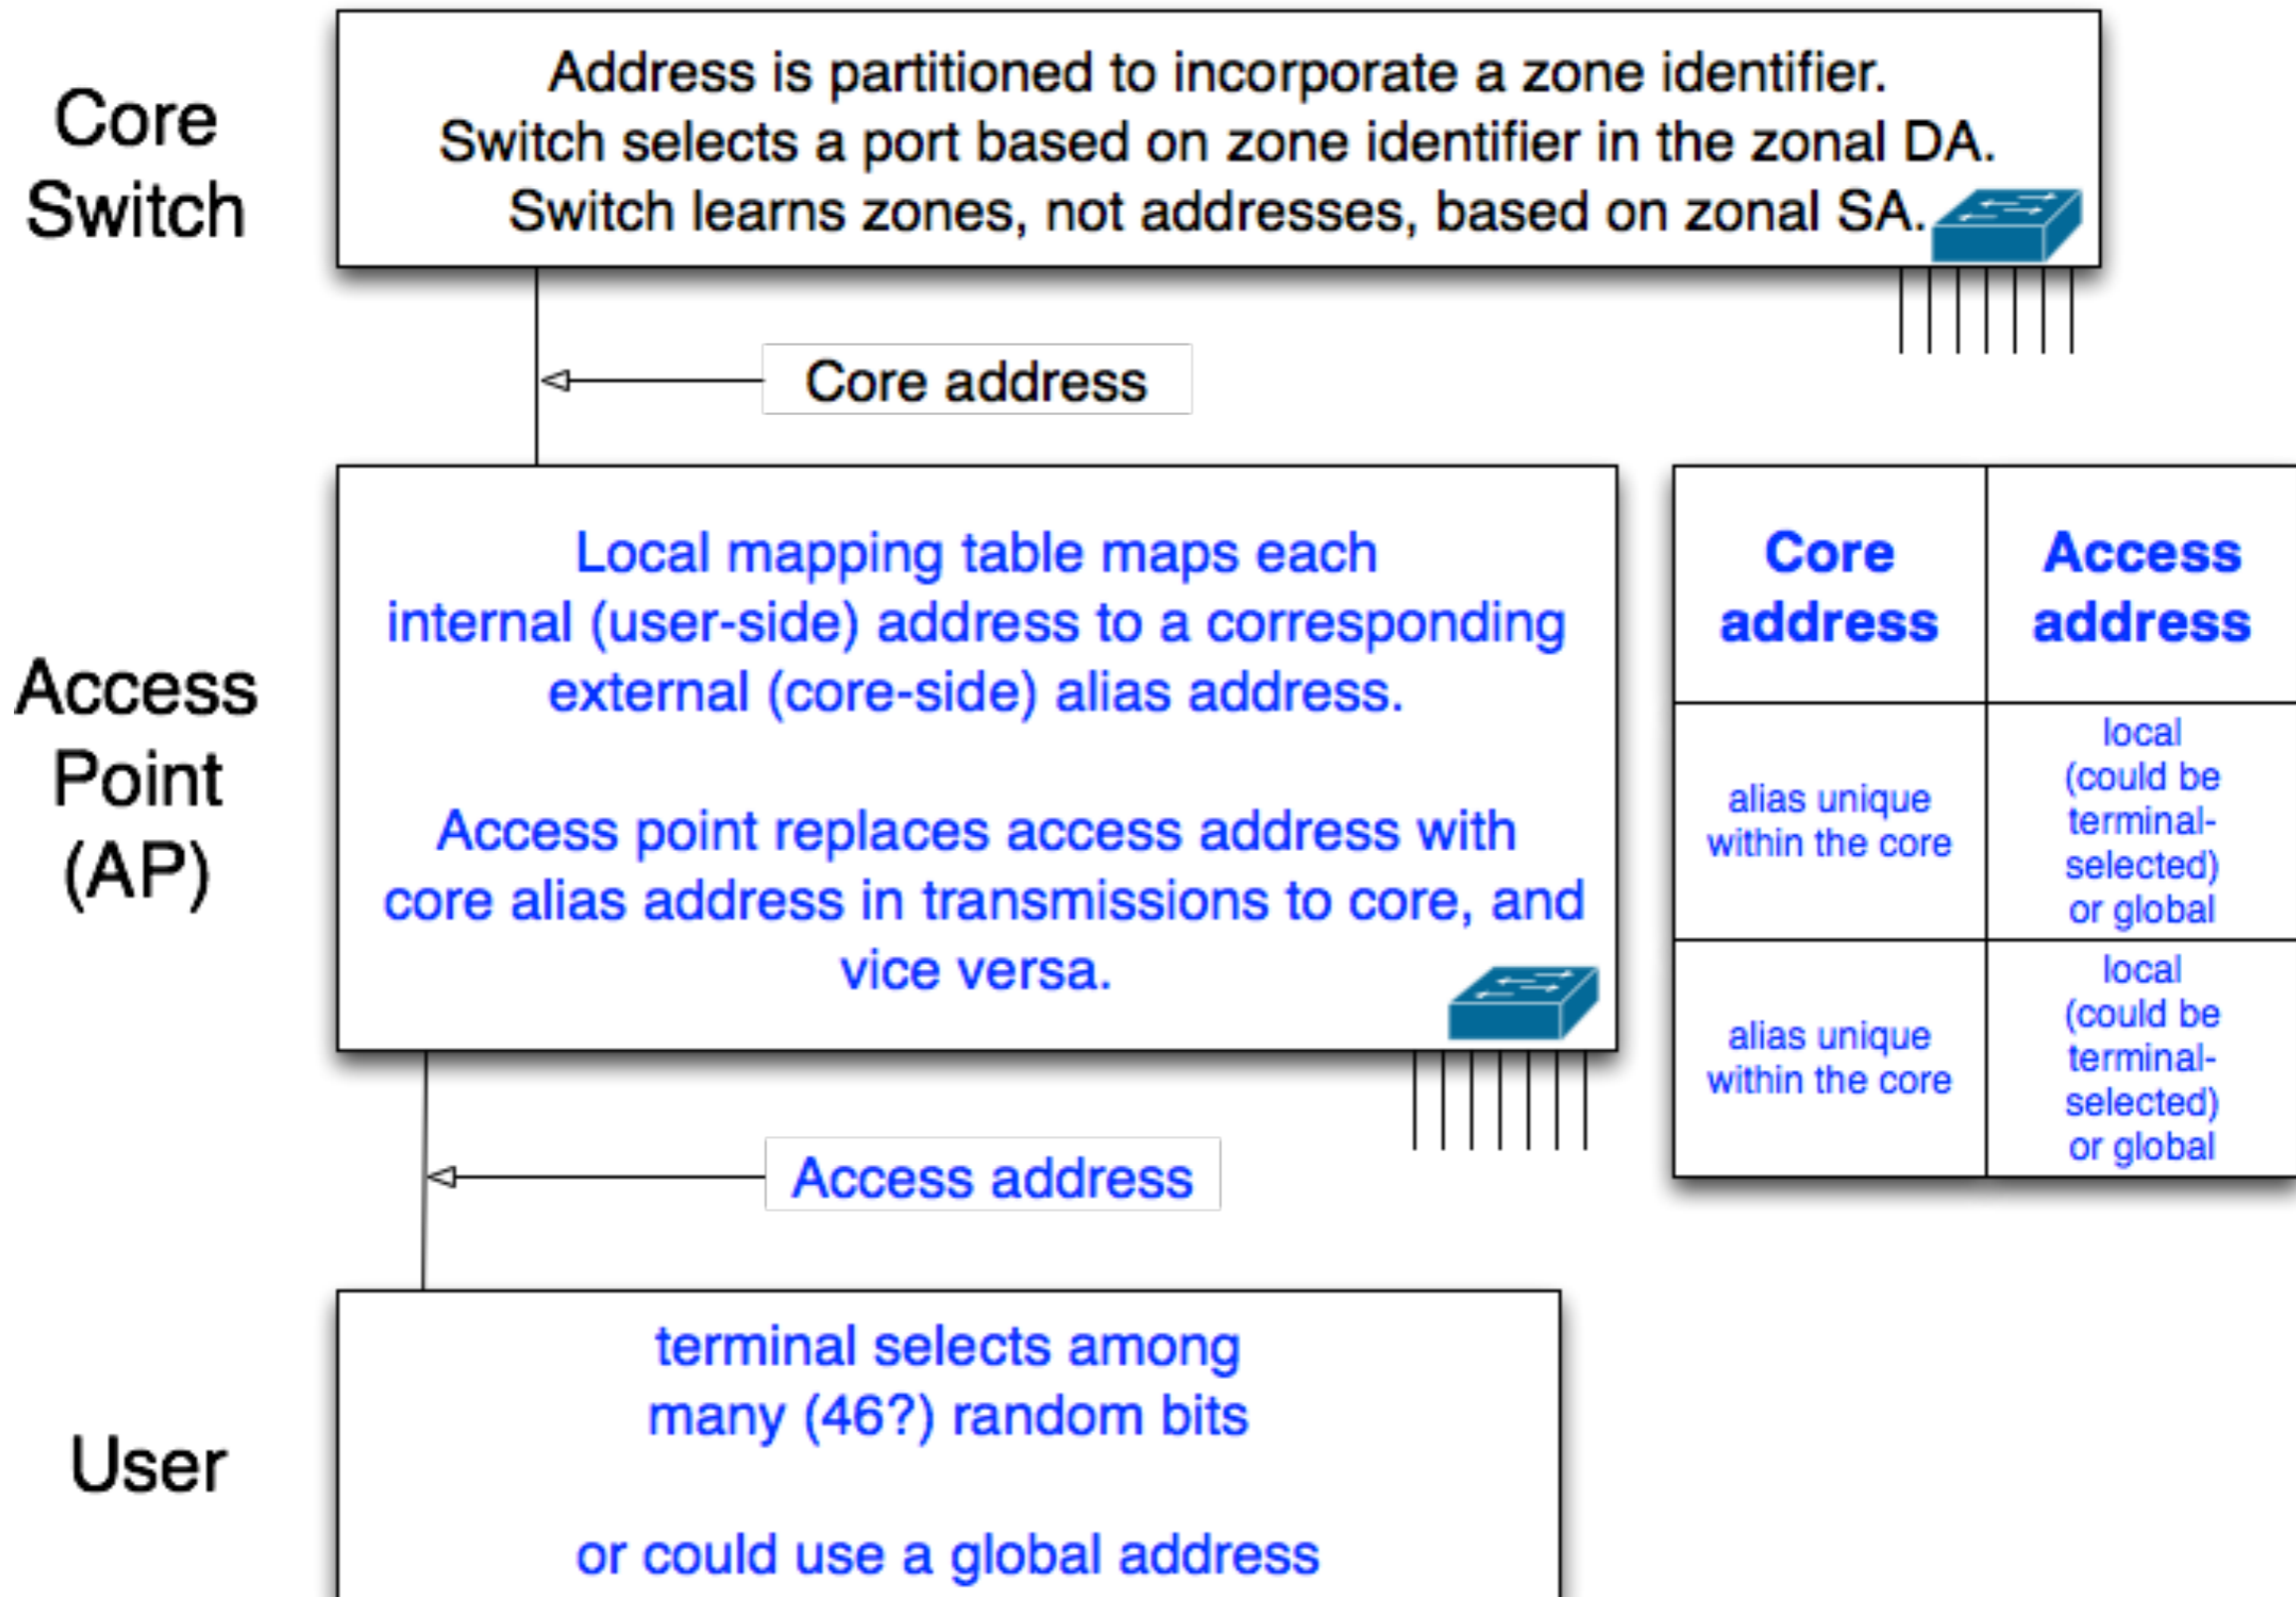 Core
Switch
Address is partitioned to incorporate a zone identifier.
Switch selects a port based on zone identifier in the zonal DA.
Switch learns zones, not addresses, based on zonal SA.
Core address
Access
Point
(AP)
Local mapping table maps each
internal (user-side) address to a corresponding
external (core-side) alias address.
Access point replaces access address with
core alias address in transmissions to core, and
vice versa.
Core
address
Access
address
alias unique
within the core
local
(could be
terminal-
selected)
or global
alias unique
within the core
local
(could be
terminal-
selected)
or global
Access address
User
terminal selects among
many (46?) random bits
or could use a global address